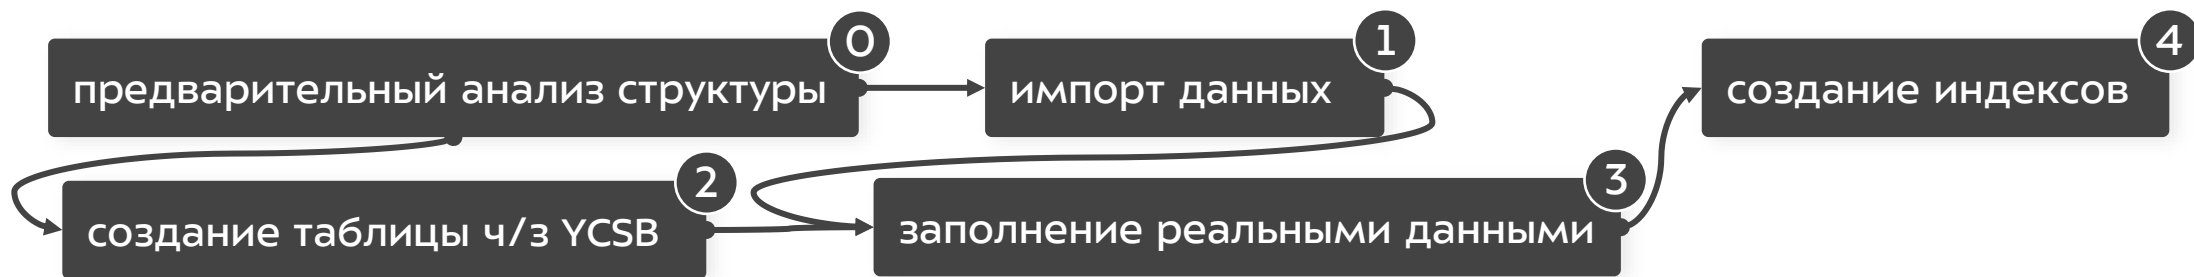 0
предварительный анализ структуры
1
импорт данных
4
создание индексов
2
создание таблицы ч/з YCSB
3
заполнение реальными данными